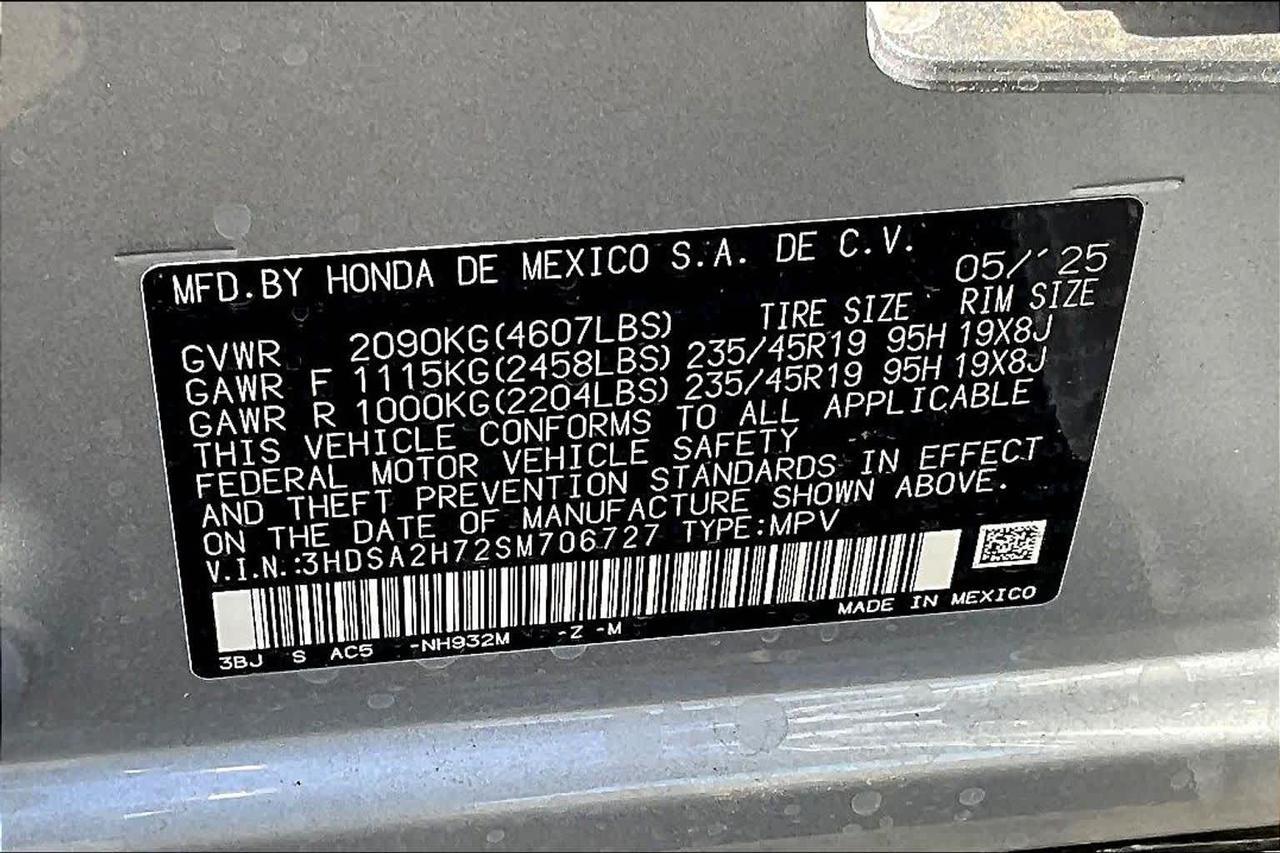 MFD.BY HONDA DE MEXICO S.A. DE C.V.
05/'25
TIRE SIZE RIM SIZE
GVWR 2090KG(4607LBS)
GAWR F 1115KG(2458LBS) 235/45R19 95H 19X8J
GAWR R 1000KG(2204LBS) 235/45R19 95H 19X8J
THIS VEHICLE CONFORMS TO ALL APPLICABLE
FEDERAL MOTOR VEHICLE SAFETY
AND THEFT PREVENTION STANDARDS IN EFFECT
ON THE DATE OF MANUFACTURE SHOWN ABOVE.
V.I.N.:3HDSA2H72SM706727 TYPE:MPV
MADE IN MEXICO
3BJ S AC5 -NH932M -Z -M